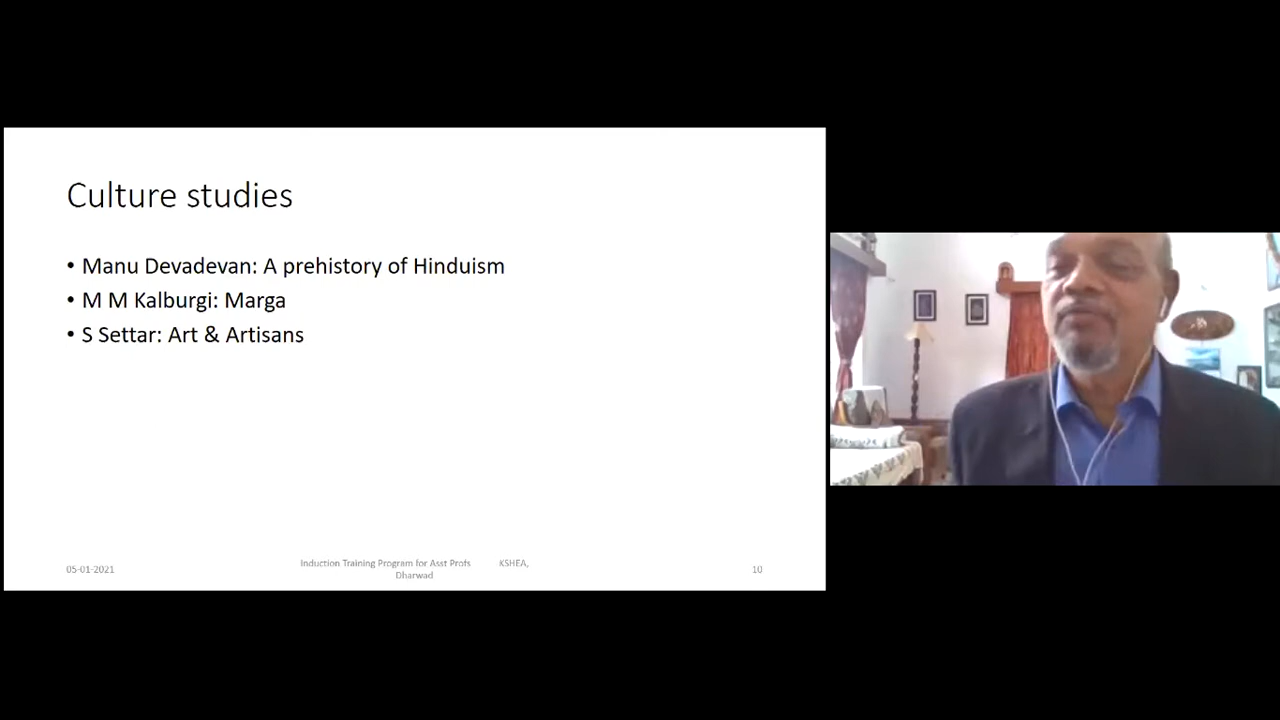 Culture studies
• Manu Devadevan: A prehistory of Hinduism
• M M Kalburgi: Marga
• S Settar: Art & Artisans
05-01-2021
Induction Training Program for Asst Profs KSHEA,
Dharwad
10